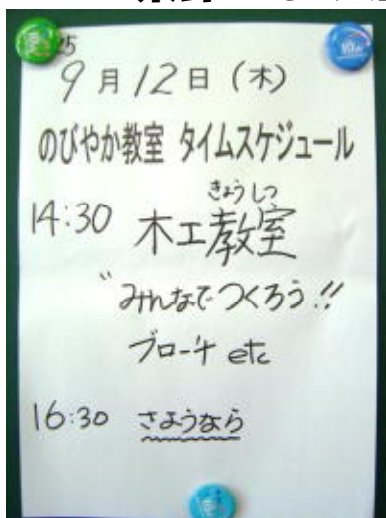 25
9月12日(木)
のびやか教室 タイムスケジュール
きょうしつ
14:30 木工教室
"みんなでつくろう!!
ブローチ etc
16:30 さようなら